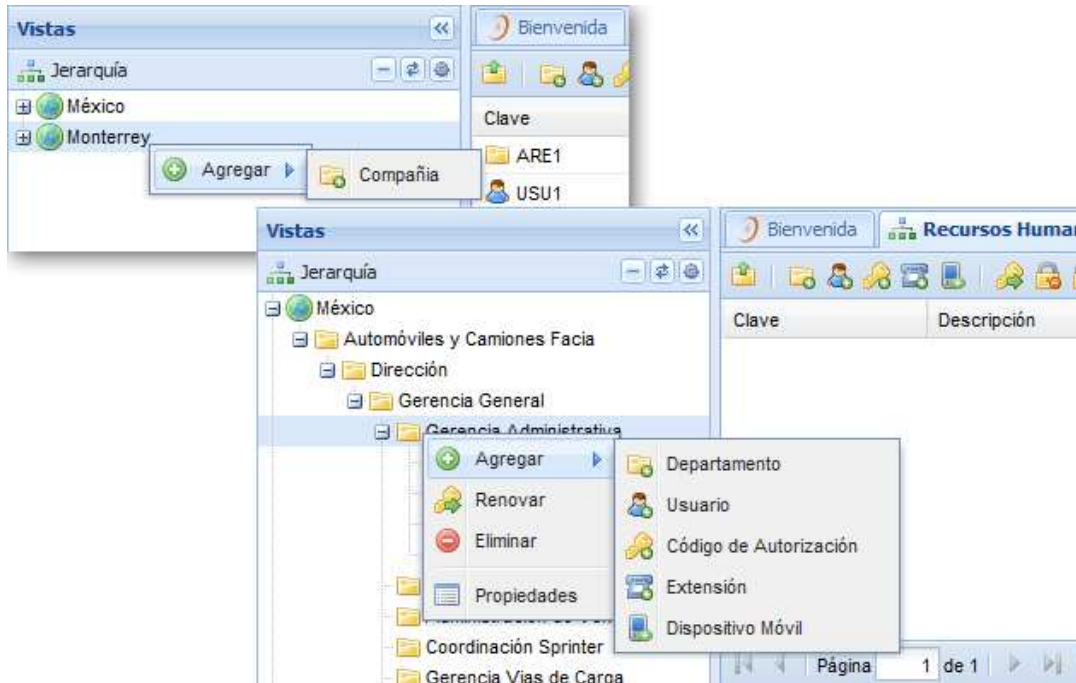 Vistas
Bienvenida
Jerarquía
México
Clave
Monterrey
ARE1
Agregar
Compañia
USU1
Vistas
Bienvenida
Recursos Humar
Jerarquía
México
Clave
Descripción
Automóviles y Camiones Facia
Dirección
Gerencia General
Gerencia Administrativa
Agregar
Departamento
Renovar
Usuario
Eliminar
Código de Autorización
Propiedades
Extensión
Dispositivo Móvil
Coordinación Sprinter
Página 1 de 1
Gerencia Vias de Carga